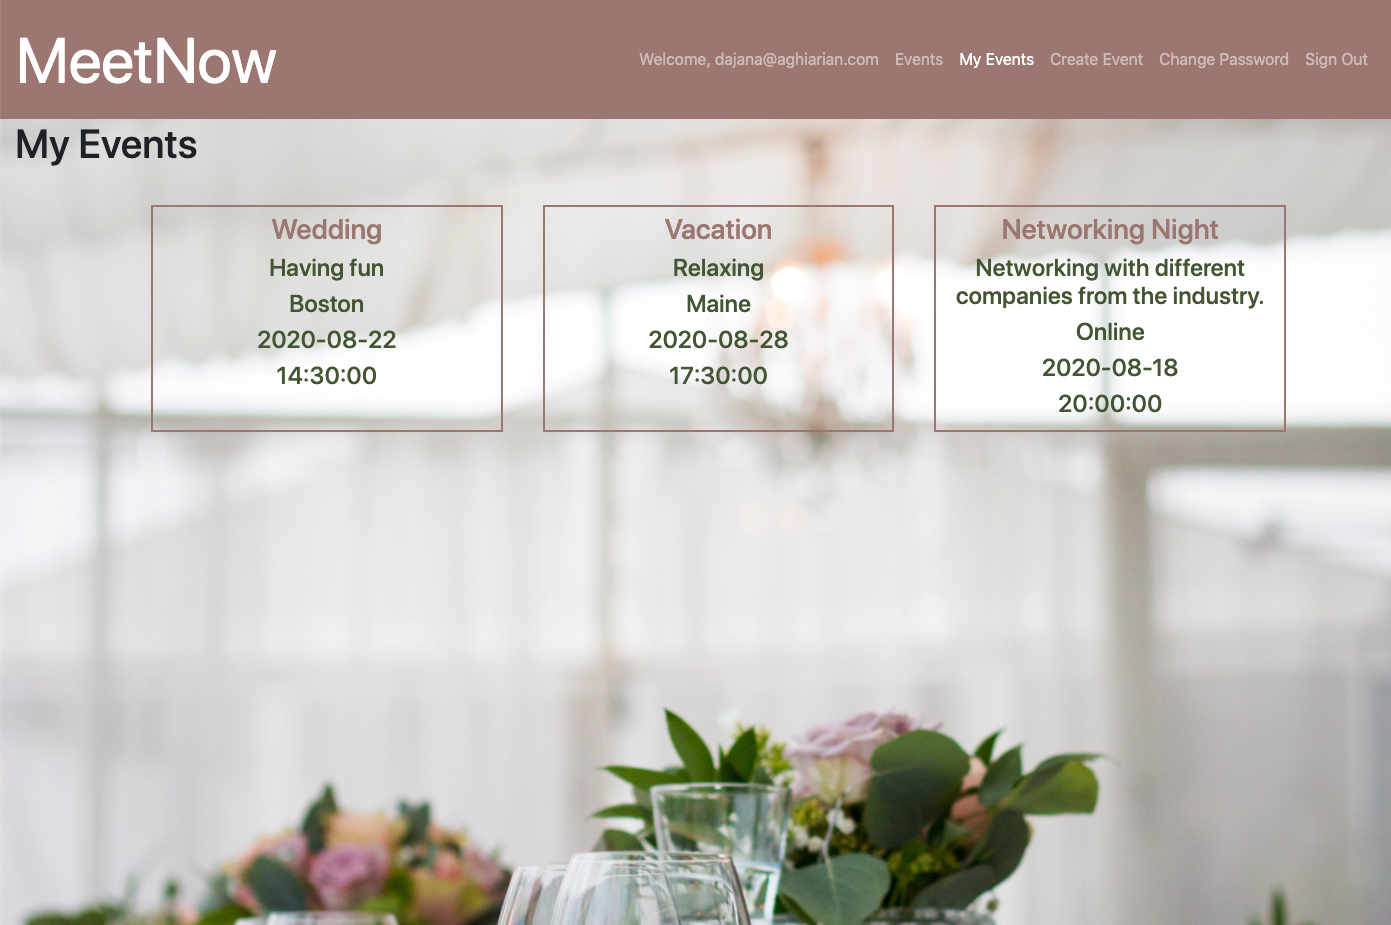 MeetNow
Welcome, dajana@aghiarian.com Events My Events Create Event Change Password Sign Out
My Events
Wedding
Having fun
Boston
2020-08-22
14:30:00
Vacation
Relaxing
Maine
2020-08-28
17:30:00
Networking Night
Networking with different
companies from the industry.
Online
2020-08-18
20:00:00